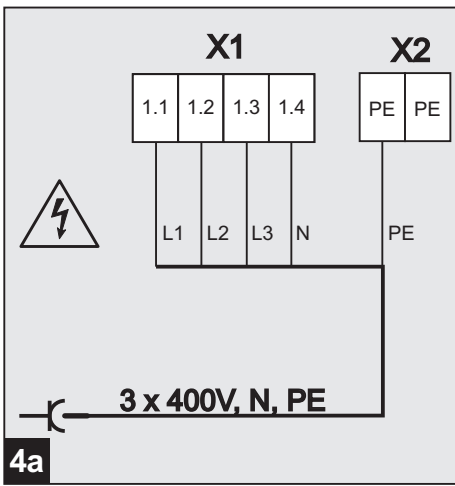 X1 X2
1.1 1.2 1.3 1.4 PE PE
L1 L2 L3 N PE
3 x 400V, N, PE
4a